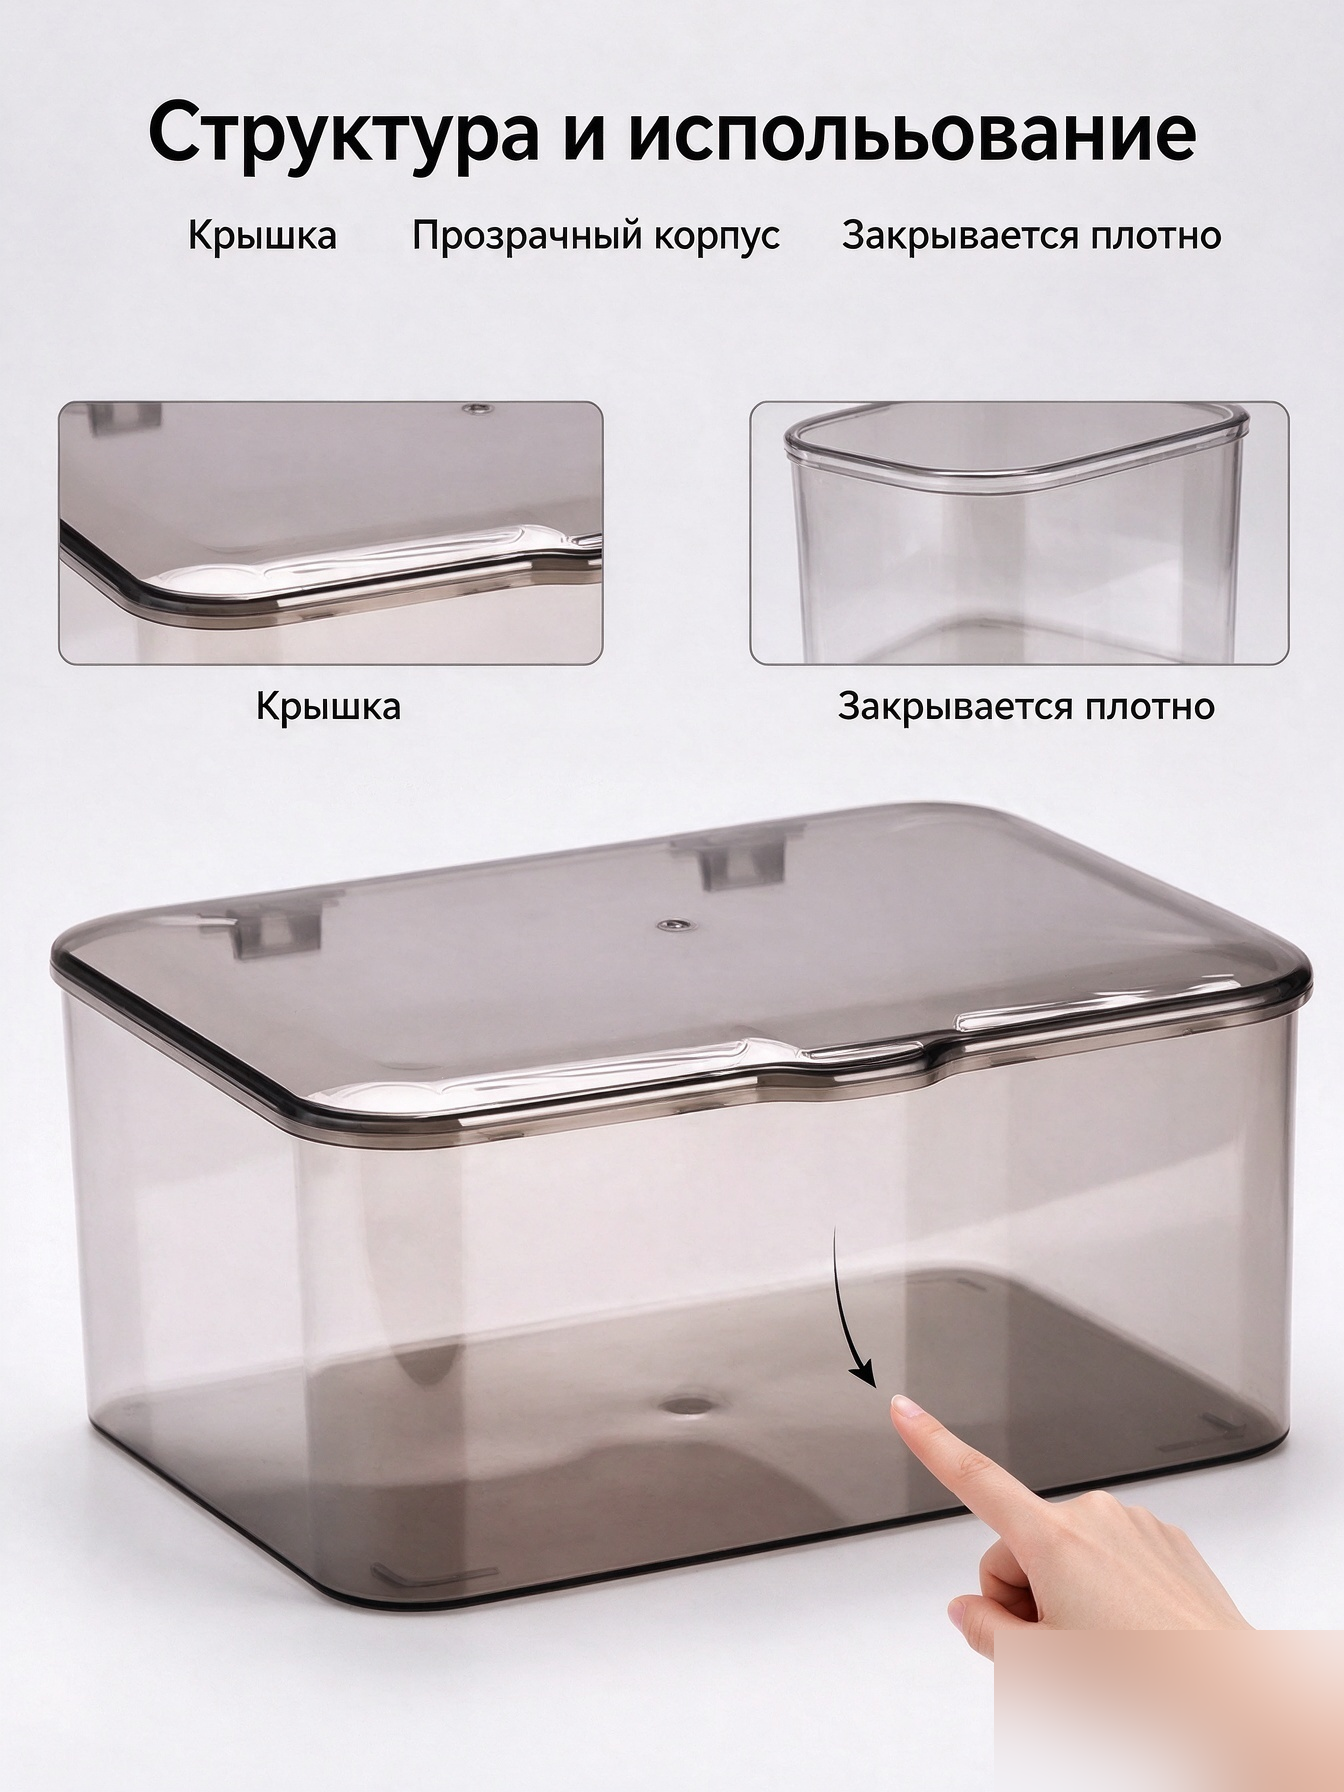 Структура и исполььование
Крышка Прозрачный корпус Закрывается плотно
Крышка Закрывается плотно